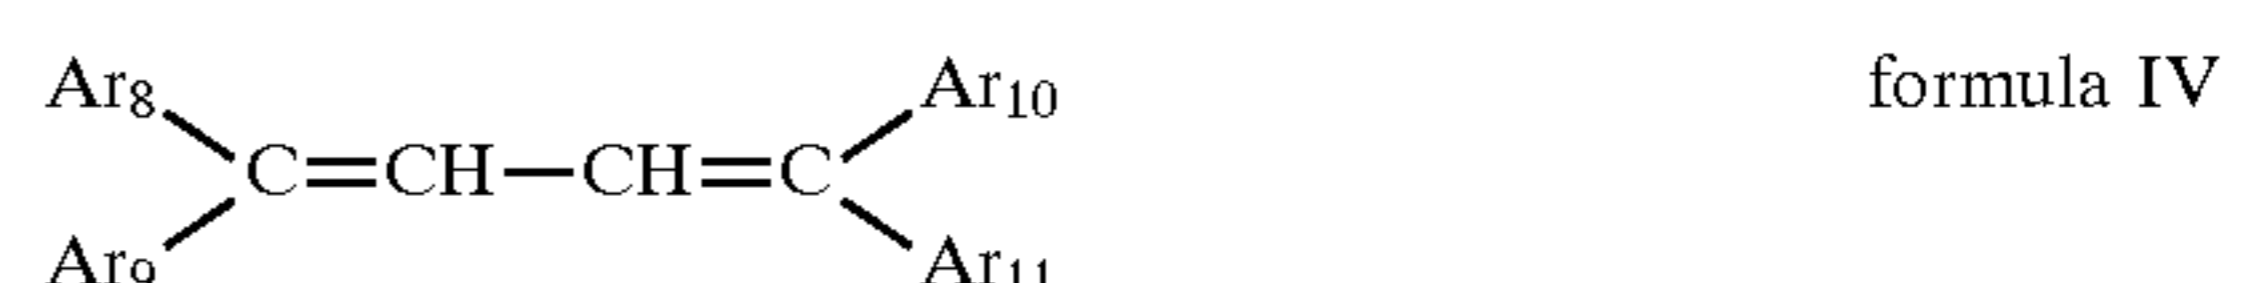 Ar₈ Ar₁₀ formula IV
C=CH—CH=C
Ar₉ Ar₁₁